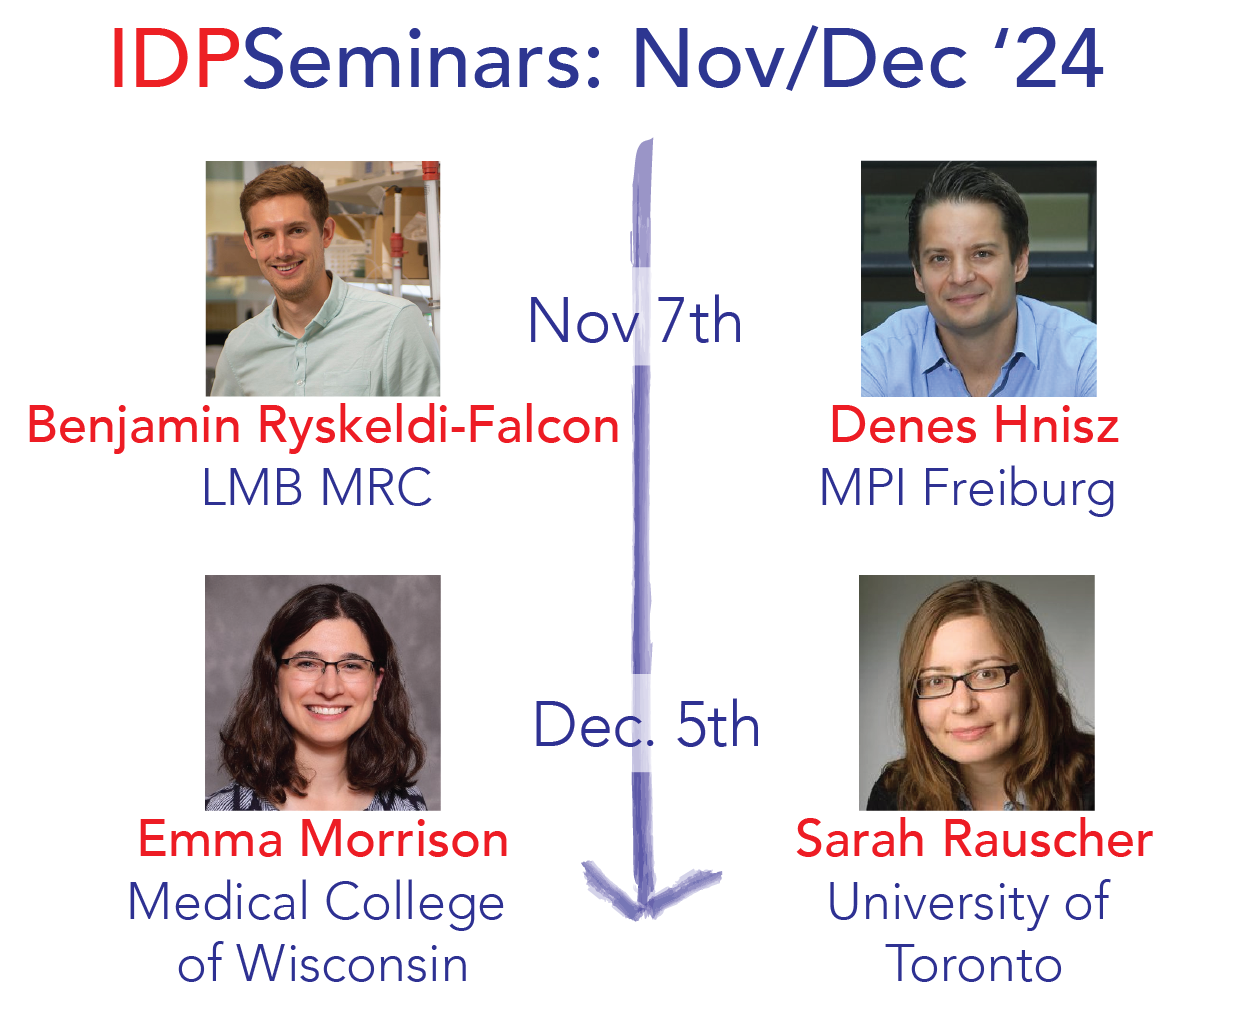 IDPSeminars: Nov/Dec ‘24
Nov 7th
Benjamin Ryskeldi-Falcon
LMB MRC
Denes Hnisz
MPI Freiburg
Dec. 5th
Emma Morrison
Medical College
of Wisconsin
Sarah Rauscher
University of
Toronto